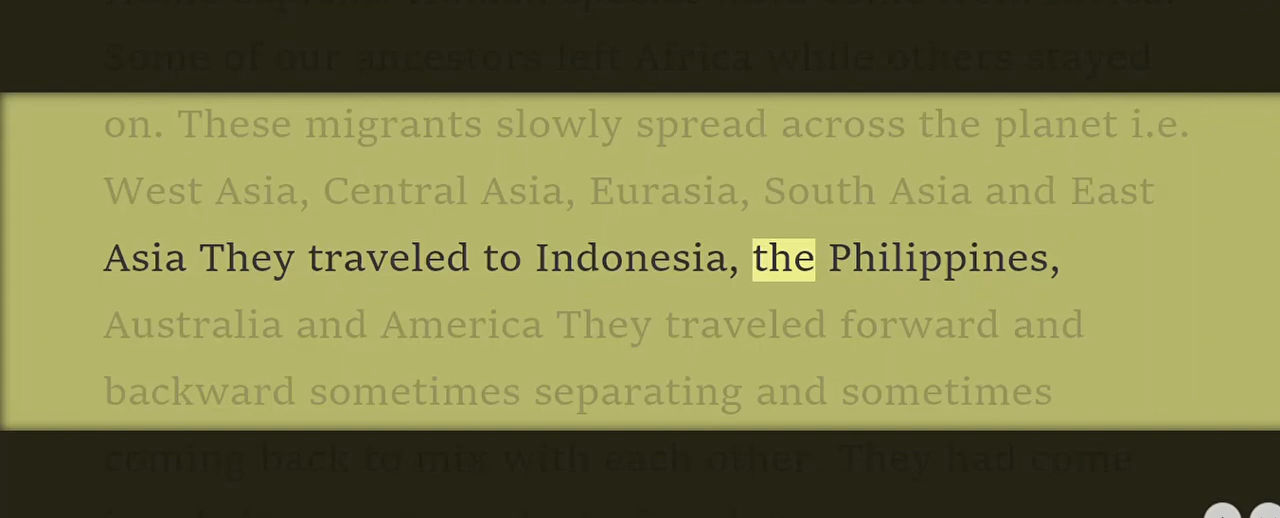 Some of our ancestors left Africa while others stayed
on. These migrants slowly spread across the planet i.e.
West Asia, Central Asia, Eurasia, South Asia and East
Asia They traveled to Indonesia, the Philippines,
Australia and America They traveled forward and
backward sometimes separating and sometimes
coming back to mix with each other. They had come